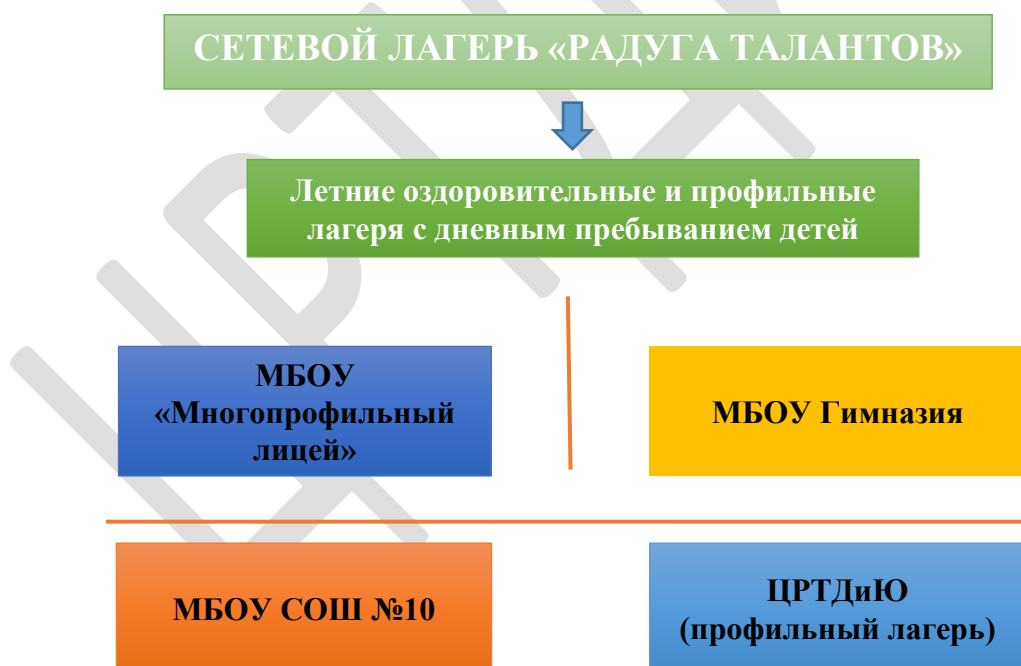 СЕТЕВОЙ ЛАГЕРЬ «РАДУГА ТАЛАНТОВ»
Летние оздоровительные и профильные
лагеря с дневным пребыванием детей
МБОУ
«Многопрофильный
лицей»
МБОУ Гимназия
МБОУ СОШ №10
ЦРТДиЮ
(профильный лагерь)